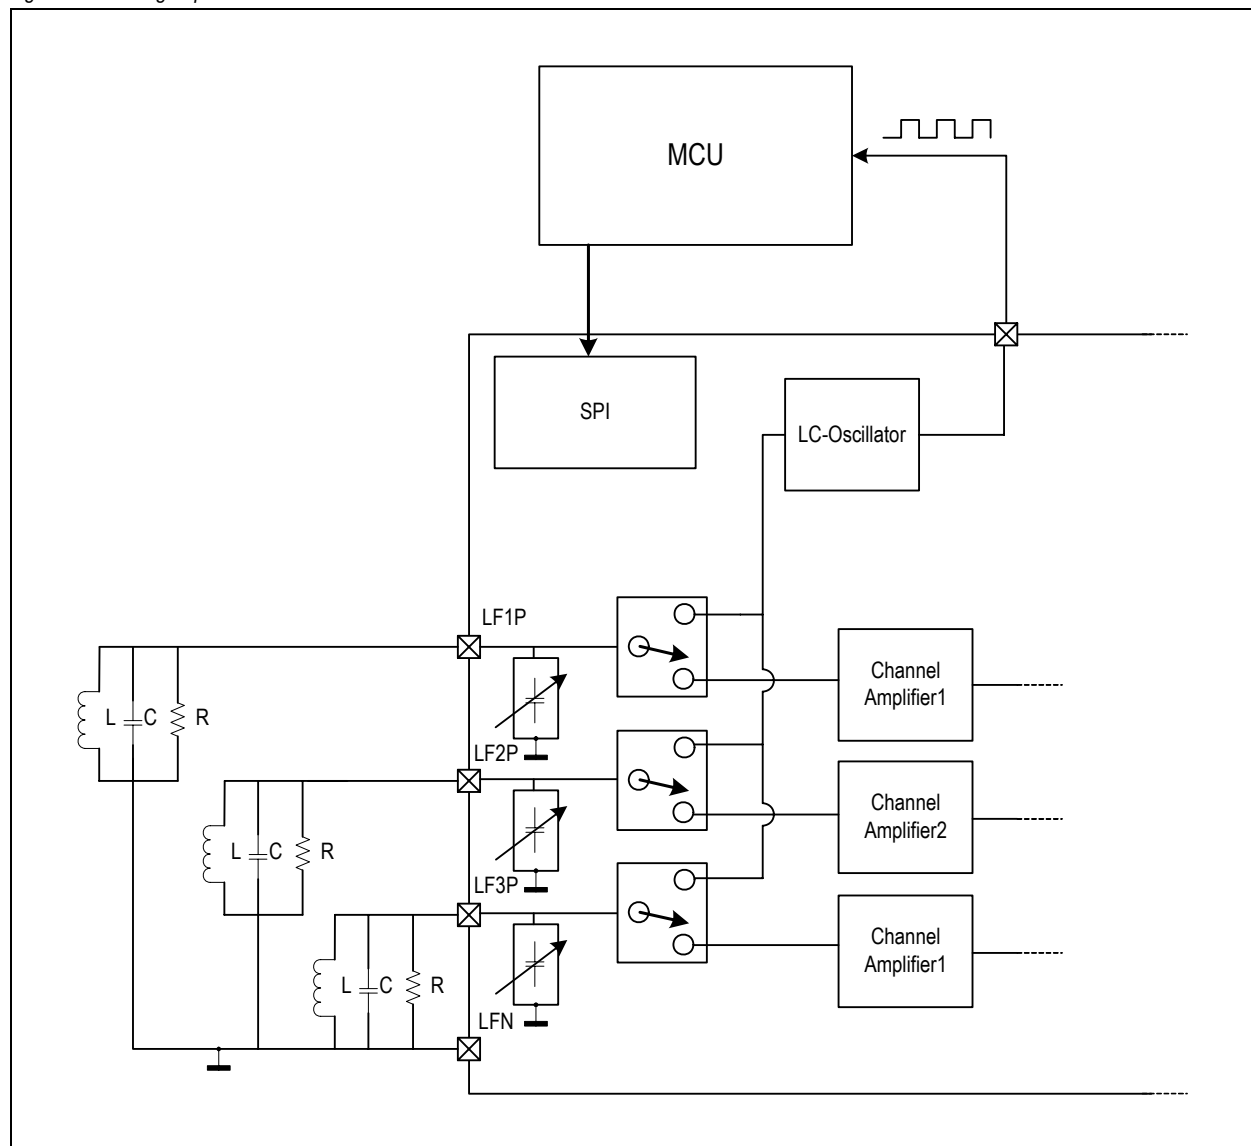 MCU
SPI
LC-Oscillator
LF1P
Channel
Amplifier1
L
C
R
LF2P
Channel
Amplifier2
L
C
R
LF3P
Channel
Amplifier1
L
C
R
LFN